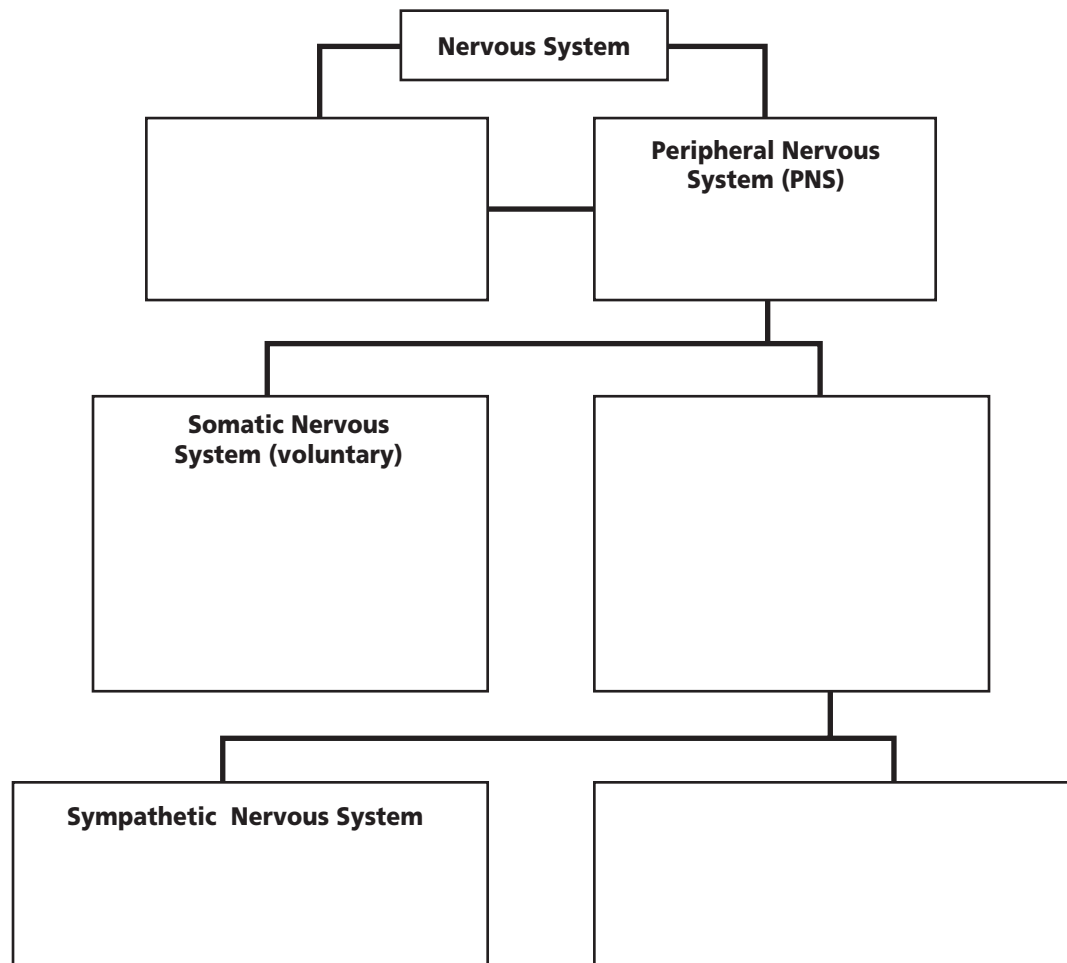 Nervous System
Peripheral Nervous
System (PNS)
Somatic Nervous
System (voluntary)
Sympathetic Nervous System